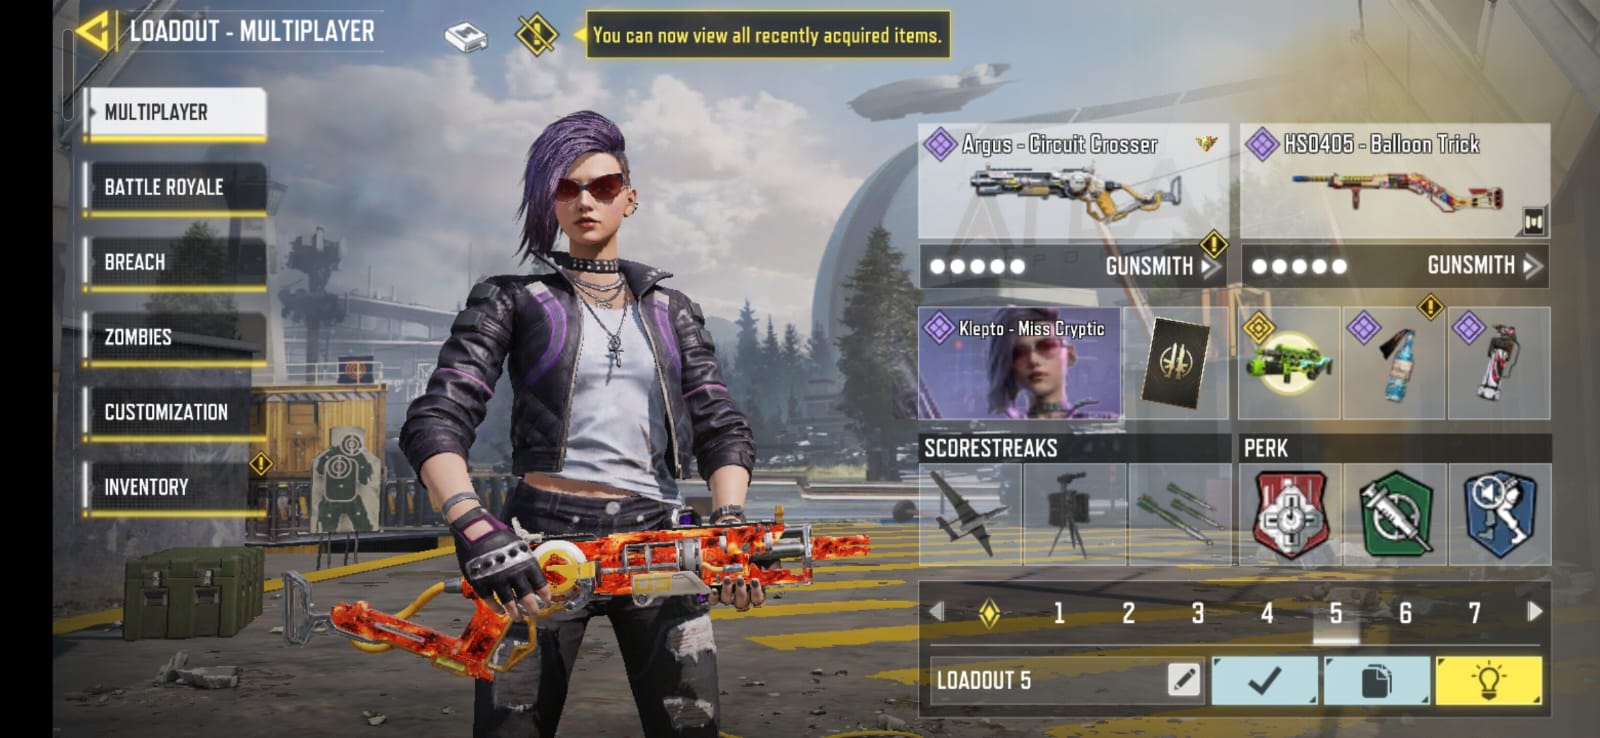 LOADOUT - MULTIPLAYER
You can now view all recently acquired items.
MULTIPLAYER
BATTLE ROYALE
BREACH
ZOMBIES
CUSTOMIZATION
INVENTORY
Argus - Circuit Crosser
HS0405 - Balloon Trick
GUNSMITH
GUNSMITH
Klepto - Miss Cryptic
SCORESTREAKS
PERK
1 2 3 4 5 6 7
LOADOUT 5